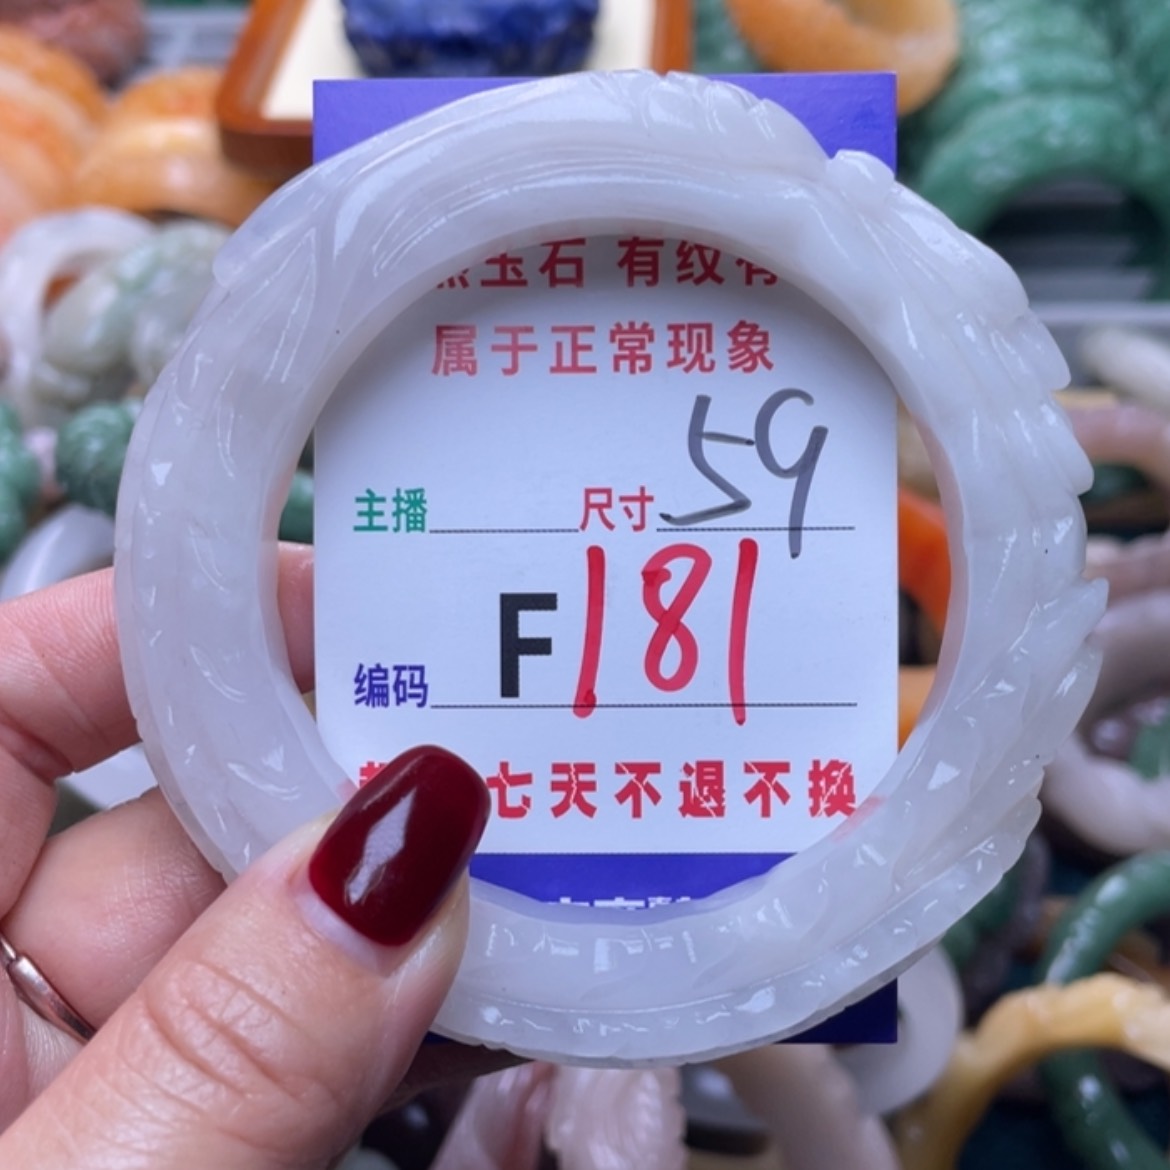 玉石 有纹有
属于正常现象
主播 尺寸 59
编码 F181
七天不退不换